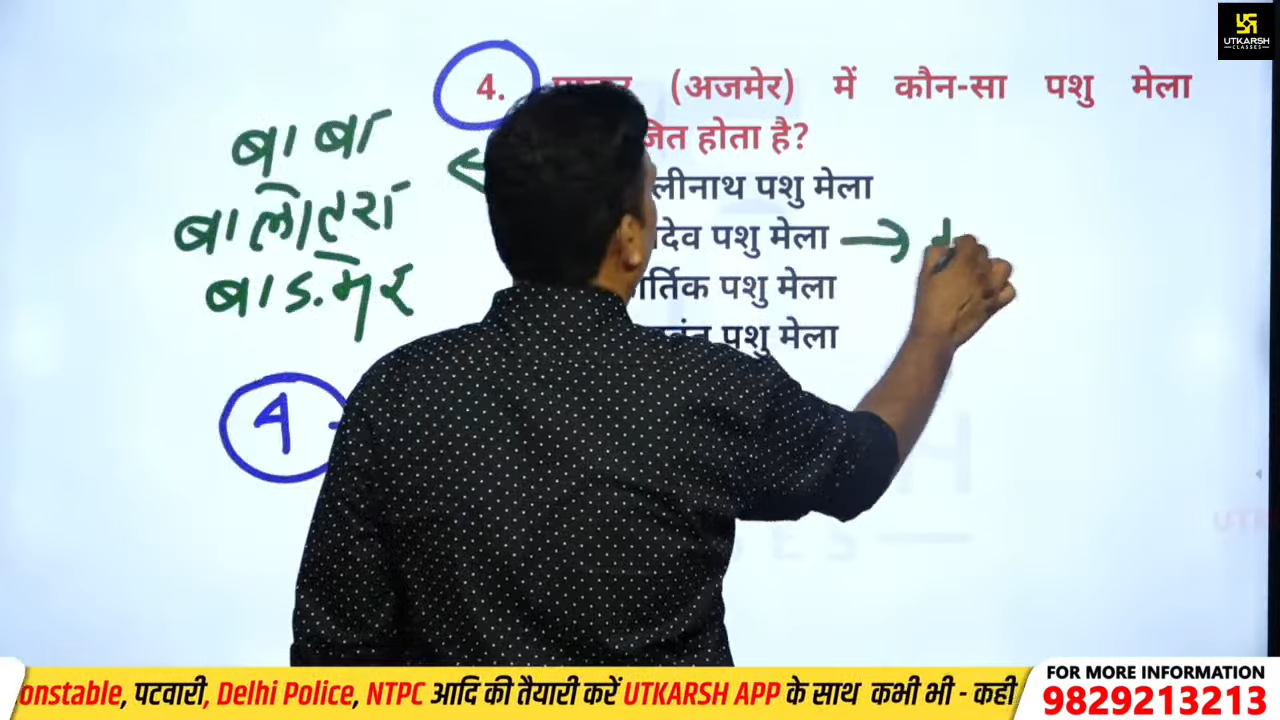 UTKARSH
CLASSES
4. (अजमेर) में कौन-सा पशु मेला
होता है?
पशु मेला
पशु मेला
पशु मेला
पशु मेला
बाबा
बालोतरा
बाड़मेर
4
पटवारी, Delhi Police, NTPC आदि की तैयारी करें UTKARSH APP के साथ कभी भी - कही
FOR MORE INFORMATION
9829213213